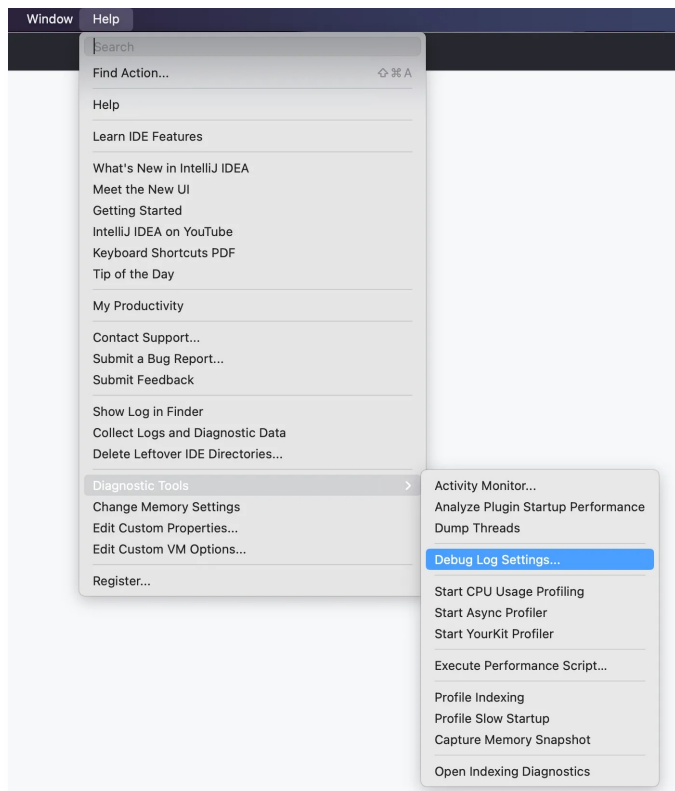 Window Help
Search
Find Action... ⇧⌘A
Help
Learn IDE Features
What's New in IntelliJ IDEA
Meet the New UI
Getting Started
IntelliJ IDEA on YouTube
Keyboard Shortcuts PDF
Tip of the Day
My Productivity
Contact Support...
Submit a Bug Report...
Submit Feedback
Show Log in Finder
Collect Logs and Diagnostic Data
Delete Leftover IDE Directories...
Diagnostic Tools
Change Memory Settings
Edit Custom Properties...
Edit Custom VM Options...
Register...
Activity Monitor...
Analyze Plugin Startup Performance
Dump Threads
Debug Log Settings...
Start CPU Usage Profiling
Start Async Profiler
Start YourKit Profiler
Execute Performance Script...
Profile Indexing
Profile Slow Startup
Capture Memory Snapshot
Open Indexing Diagnostics